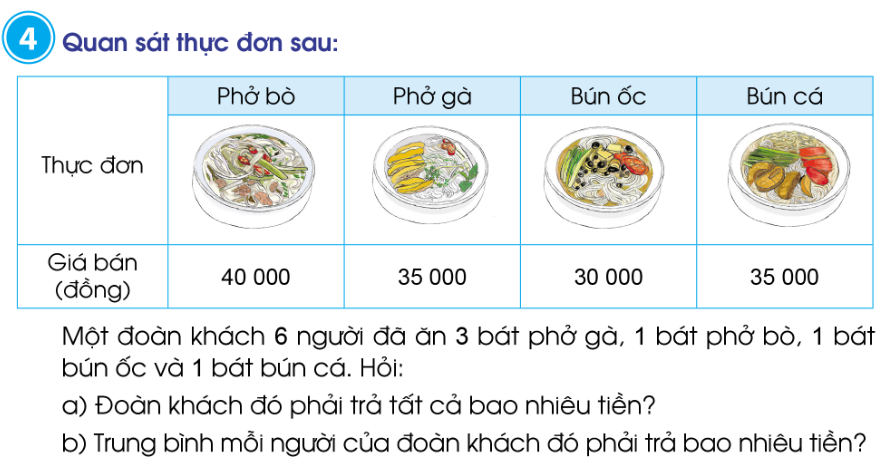 4 Quan sát thực đơn sau:
Thực đơn
Phở bò Phở gà Bún ốc Bún cá
Giá bán
(đồng)
40 000 35 000 30 000 35 000
Một đoàn khách 6 người đã ăn 3 bát phở gà, 1 bát phở bò, 1 bát
bún ốc và 1 bát bún cá. Hỏi:
a) Đoàn khách đó phải trả tất cả bao nhiêu tiền?
b) Trung bình mỗi người của đoàn khách đó phải trả bao nhiêu tiền?